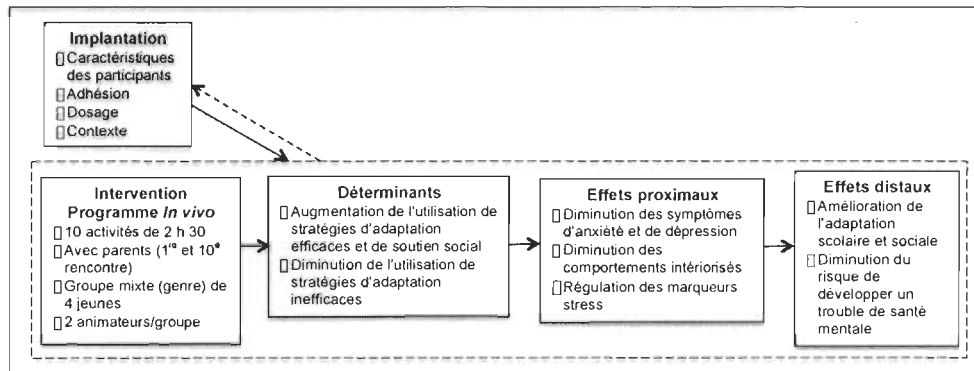 Implantation
Caractéristiques
des participants
Adhésion
Dosage
Contexte
Intervention
Programme In vivo
10 activités de 2 h 30
Avec parents (1re et 10e
rencontre)
Groupe mixte (genre) de
4 jeunes
2 animateurs/groupe
Déterminants
Augmentation de l'utilisation de
stratégies d'adaptation
efficaces et de soutien social
Diminution de l'utilisation de
stratégies d'adaptation
inefficaces
Effets proximaux
Diminution des symptômes
d'anxiété et de dépression
Diminution des
comportements intériorisés
Régulation des marqueurs
stress
Effets distaux
Amélioration de
l'adaptation
scolaire et sociale
Diminution du
risque de
développer un
trouble de santé
mentale